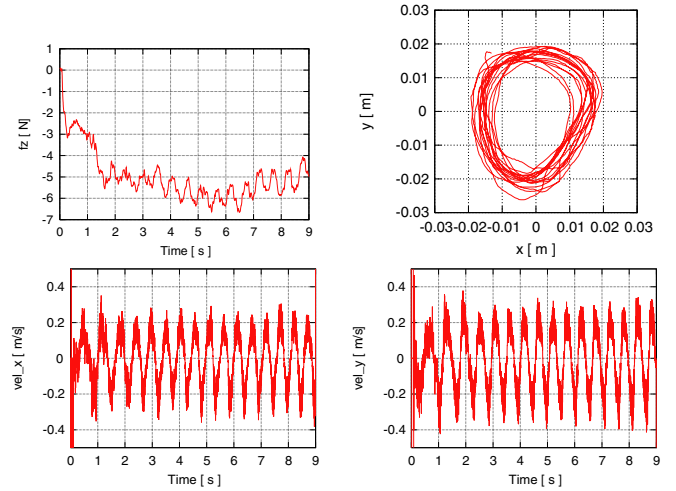 1
0
-1
-2
-3
-4
-5
-6
-7
fz [ N]
0 1 2 3 4 5 6 7 8 9
Time [ s ]
0.03
0.02
0.01
0
-0.01
-0.02
-0.03
y [ m]
-0.03-0.02-0.01 0 0.01 0.02 0.03
x [ m ]
0.4
0.2
0
-0.2
-0.4
vel_x [ m/s]
0 1 2 3 4 5 6 7 8 9
Time [ s ]
0.4
0.2
0
-0.2
-0.4
vel_y [ m/s]
0 1 2 3 4 5 6 7 8 9
Time [ s ]